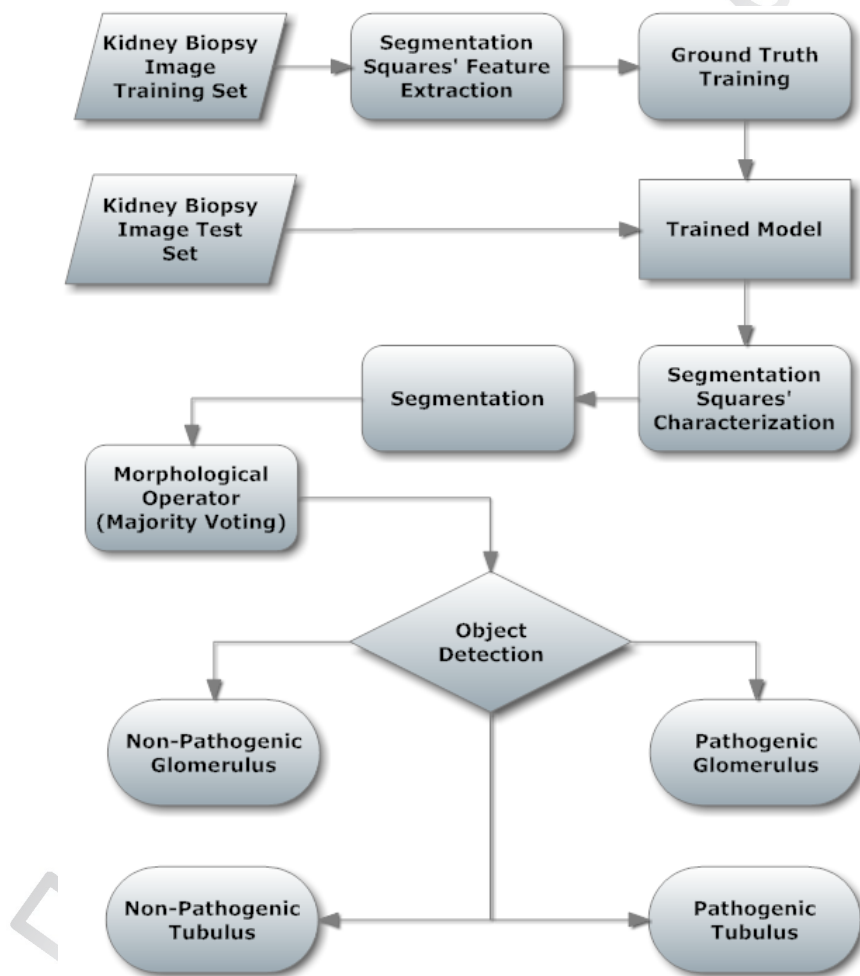 Kidney Biopsy
Image
Training Set
Segmentation
Squares' Feature
Extraction
Ground Truth
Training
Kidney Biopsy
Image Test
Set
Trained Model
Segmentation
Squares'
Characterization
Segmentation
Morphological
Operator
(Majority Voting)
Object
Detection
Non-Pathogenic
Glomerulus
Pathogenic
Glomerulus
Non-Pathogenic
Tubulus
Pathogenic
Tubulus